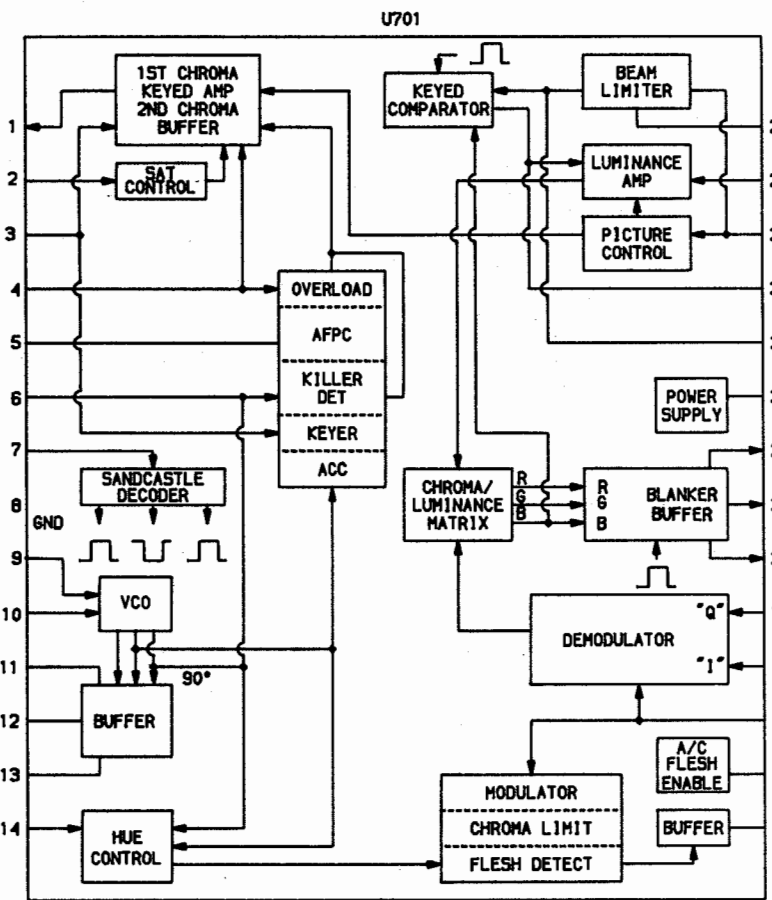 U701
1ST CHROMA
KEYED AMP
2ND CHROMA
BUFFER
KEYED
COMPARATOR
BEAM
LIMITER
1
2
2
SAT
CONTROL
LUMINANCE
AMP
2
3
PICTURE
CONTROL
4
OVERLOAD
2
5
AFPC
6
KILLER
DET
POWER
SUPPLY
KEYER
7
ACC
SANDCASTLE
DECODER
CHROMA/
LUMINANCE
MATRIX
R
G
B
R
G
B
BLANKER
BUFFER
8
GND
9
VCO
10
DEMODULATOR
"Q"
"I"
11
90°
12
BUFFER
13
A/C
FLESH
ENABLE
MODULATOR
14
HUE
CONTROL
CHROMA LIMIT
BUFFER
FLESH DETECT